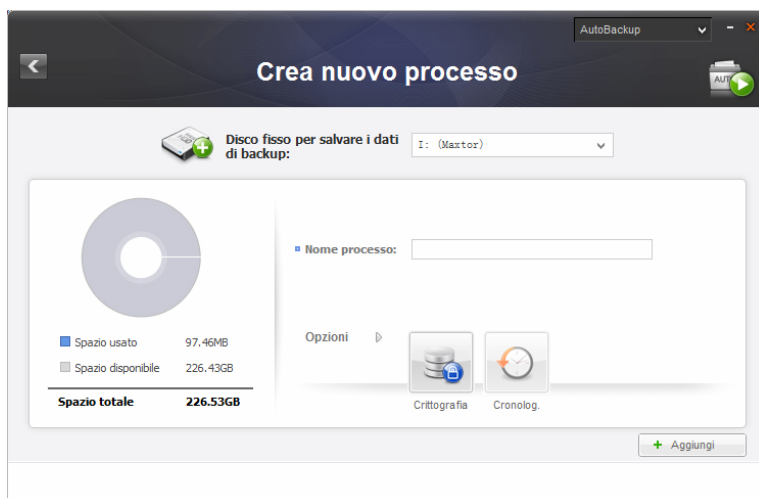 AutoBackup
Crea nuovo processo
AUTO
Disco fisso per salvare i dati
di backup:
I: (Maxtor)
Nome processo:
Spazio usato 97.46MB
Opzioni
Spazio disponibile 226.43GB
Spazio totale 226.53GB
Crittografia Cronolog.
+ Aggiungi